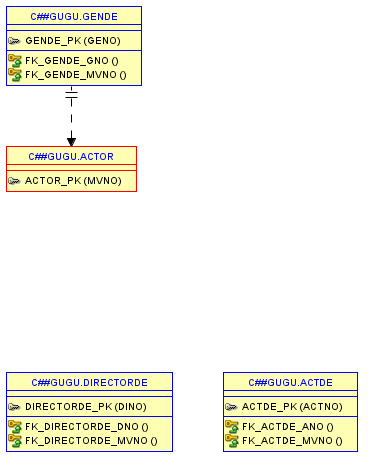 C##GUGU.GENDE
GENDE_PK (GENO)
FK_GENDE_GNO ()
FK_GENDE_MVNO ()
C##GUGU.ACTOR
ACTOR_PK (MVNO)
C##GUGU.DIRECTORDE
DIRECTORDE_PK (DINO)
FK_DIRECTORDE_DNO ()
FK_DIRECTORDE_MVNO ()
C##GUGU.ACTDE
ACTDE_PK (ACTNO)
FK_ACTDE_ANO ()
FK_ACTDE_MVNO ()